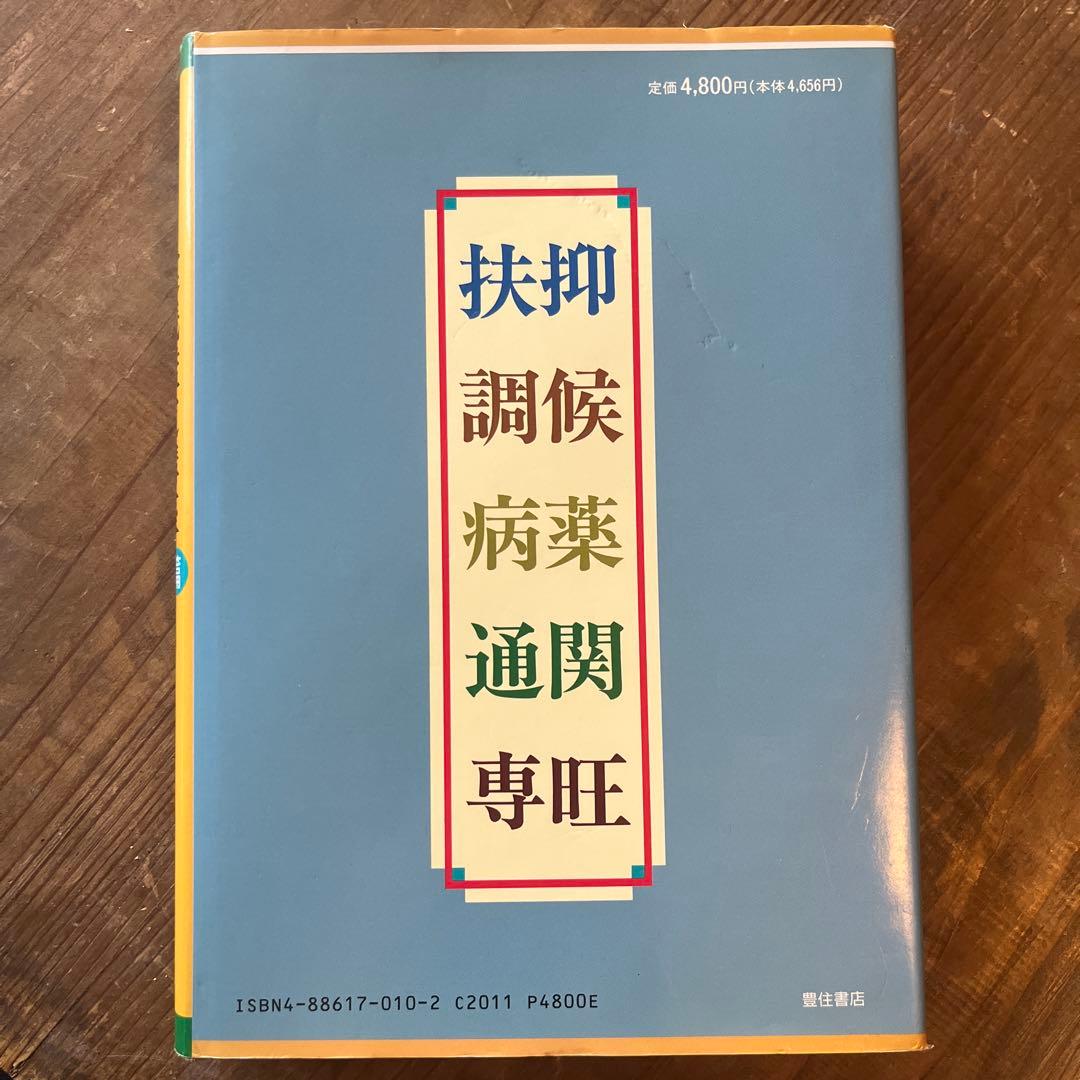 定価4,800円(本体4,656円)
扶抑
調候
病薬
通関
専旺
ISBN4-88617-010-2 C2011 P4800E
豊住書店